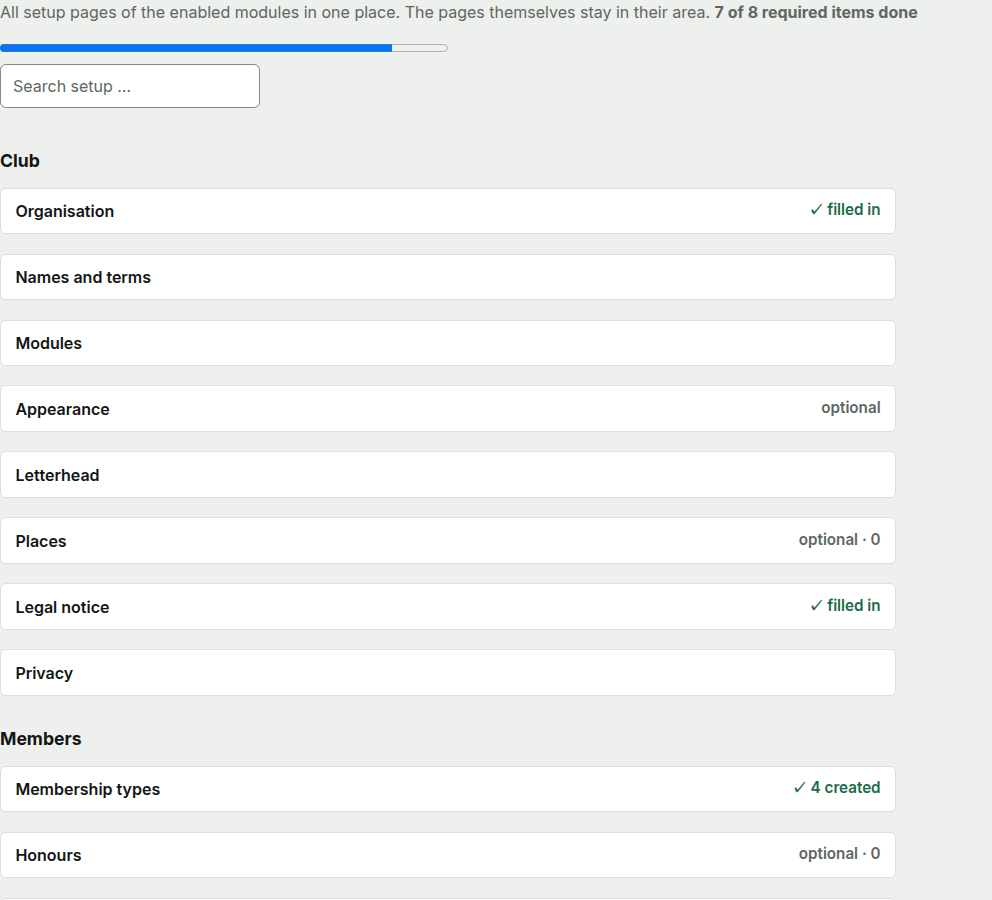 All setup pages of the enabled modules in one place. The pages themselves stay in their area. 7 of 8 required items done
Search setup ...
Club
Organisation ✓ filled in
Names and terms
Modules
Appearance optional
Letterhead
Places optional · 0
Legal notice ✓ filled in
Privacy
Members
Membership types ✓ 4 created
Honours optional · 0